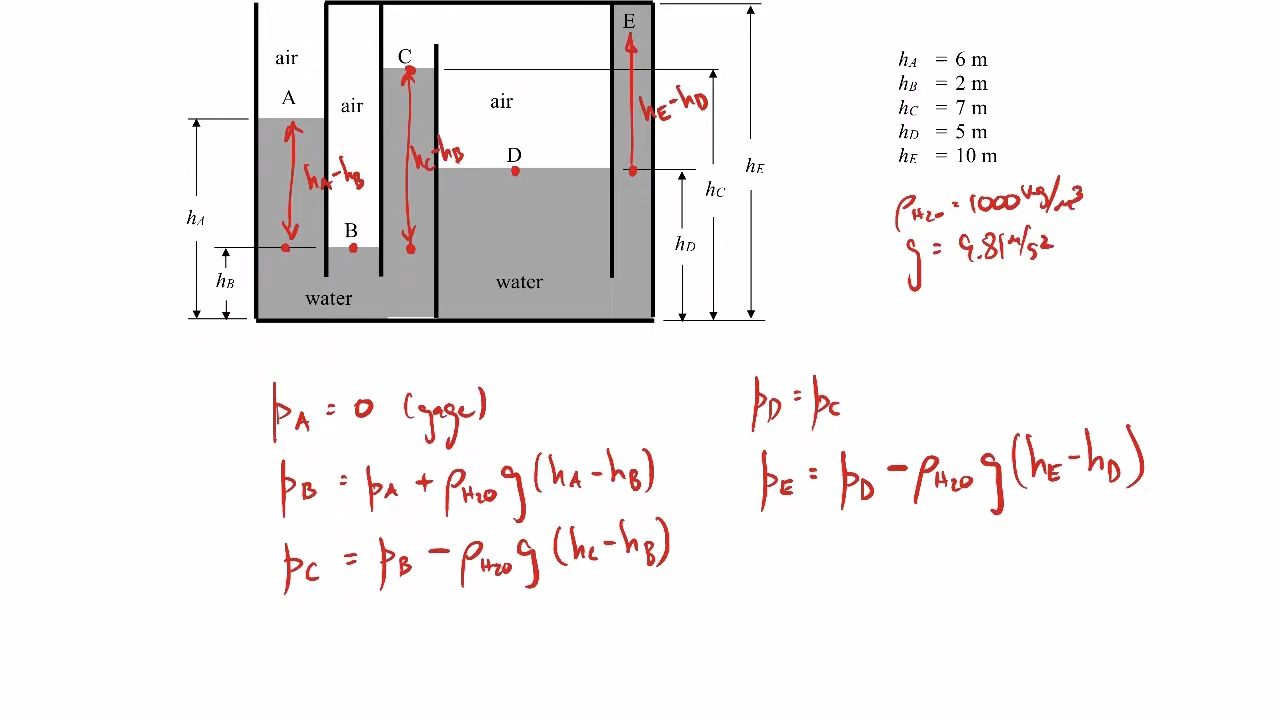 E
air
C
air
air
A
hE-hD
D
hC-hB
hA-hB
hE
hC
hA
B
hD
hB
water
water
hA = 6 m
hB = 2 m
hC = 7 m
hD = 5 m
hE = 10 m
ρH2O = 1000 kg/m³
g = 9.81 m/s²
pA = 0 (gage)
pB = pA + ρH2O g (hA - hB)
pC = pB - ρH2O g (hC - hB)
pD = pC
pE = pD - ρH2O g (hE - hD)